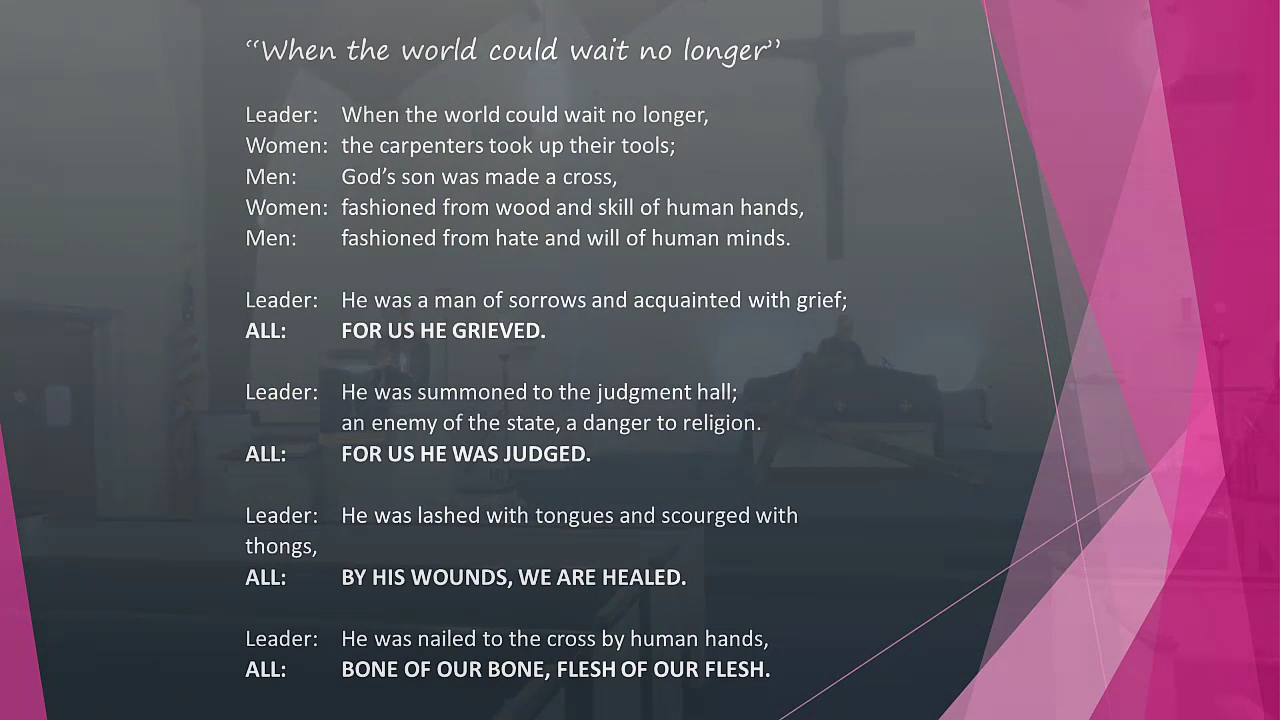 “When the world could wait no longer”
Leader: When the world could wait no longer,
Women: the carpenters took up their tools;
Men: God’s son was made a cross,
Women: fashioned from wood and skill of human hands,
Men: fashioned from hate and will of human minds.
Leader: He was a man of sorrows and acquainted with grief;
ALL: FOR US HE GRIEVED.
Leader: He was summoned to the judgment hall;
an enemy of the state, a danger to religion.
ALL: FOR US HE WAS JUDGED.
Leader: He was lashed with tongues and scourged with
thongs,
ALL: BY HIS WOUNDS, WE ARE HEALED.
Leader: He was nailed to the cross by human hands,
ALL: BONE OF OUR BONE, FLESH OF OUR FLESH.